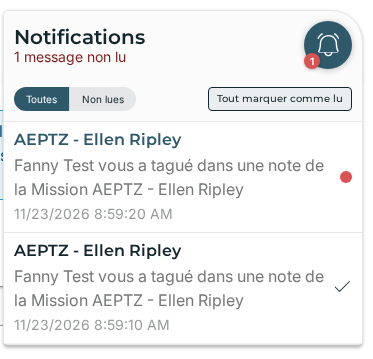 Notifications
1 message non lu
1
Toutes
Non lues
Tout marquer comme lu
AEPTZ - Ellen Ripley
Fanny Test vous a tagué dans une note de
la Mission AEPTZ - Ellen Ripley
11/23/2026 8:59:20 AM
AEPTZ - Ellen Ripley
Fanny Test vous a tagué dans une note de
la Mission AEPTZ - Ellen Ripley
11/23/2026 8:59:10 AM